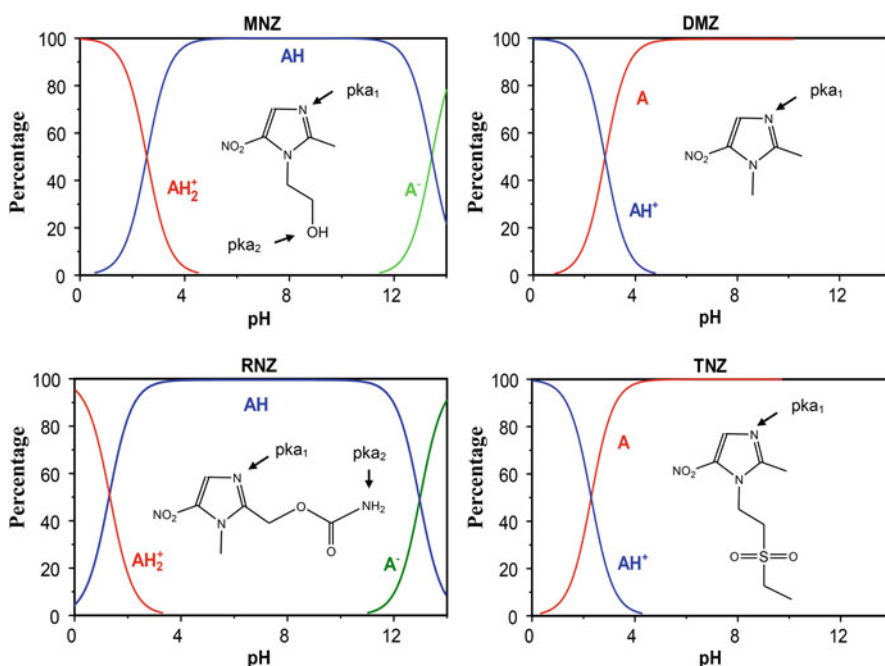 MNZ
Percentage
100
80
60
40
20
0
0
4
8
12
pH
AH₂⁺
AH
A⁻
pka₁
N
NO₂
N
OH
pka₂
DMZ
Percentage
100
80
60
40
20
0
0
4
8
12
pH
A
AH⁺
pka₁
N
NO₂
N
RNZ
Percentage
100
80
60
40
20
0
0
4
8
12
pH
AH₂⁺
AH
A⁻
pka₁
pka₂
N
NO₂
N
O
O
NH₂
TNZ
Percentage
100
80
60
40
20
0
0
4
8
12
pH
A
AH⁺
pka₁
N
NO₂
N
O=S=O